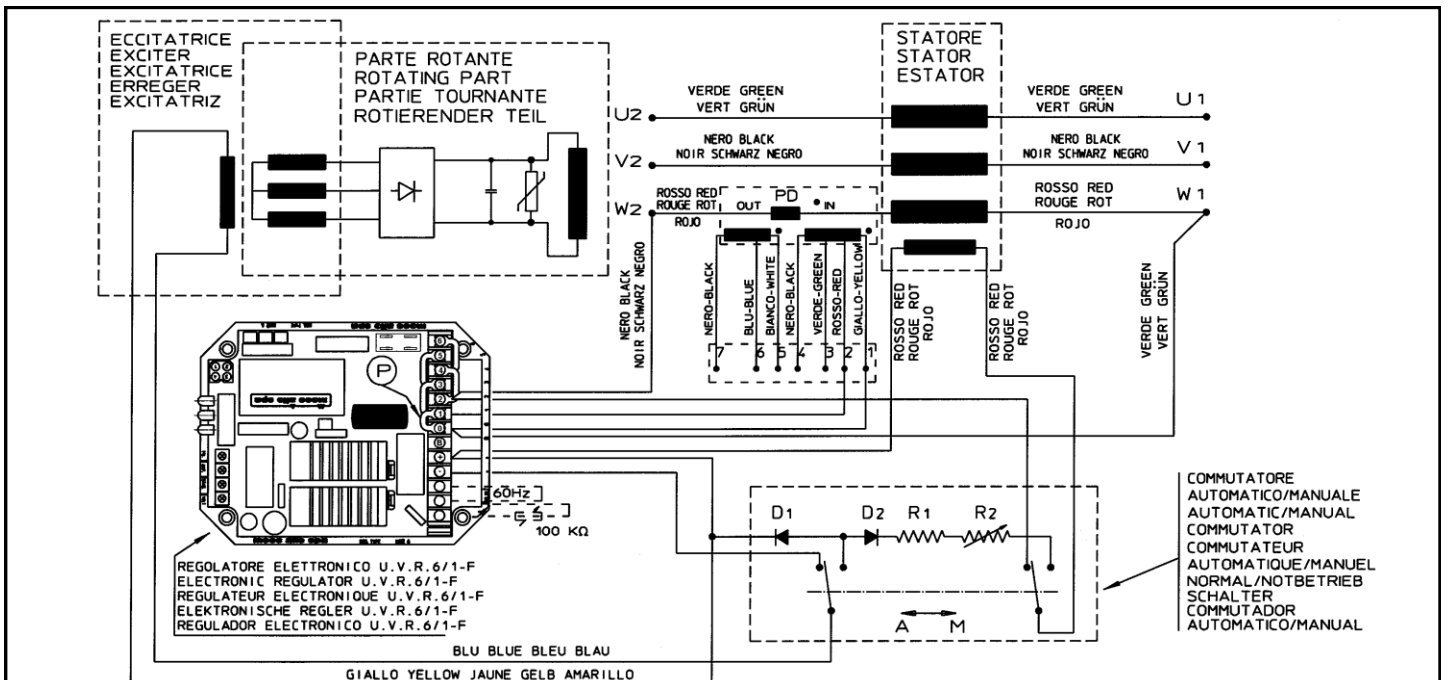 ECCITATRICE
EXCITER
EXCITATRICE
ERREGER
EXCITATRIZ
PARTE ROTANTE
ROTATING PART
PARTIE TOURNANTE
ROTIERENDER TEIL
STATORE
STATOR
ESTATOR
U2
VERDE GREEN
VERT GRÜN
VERDE GREEN
VERT GRÜN
U1
V2
NERO BLACK
NOIR SCHWARZ NEGRO
NERO BLACK
NOIR SCHWARZ NEGRO
V1
W2
ROSSO RED
ROUGE ROT
ROJO
OUT
PD
IN
ROSSO RED
ROUGE ROT
ROJO
W1
NERO BLACK
NOIR SCHWARZ NEGRO
NERO-BLACK
BLU-BLUE
BIANCO-WHITE
NERO-BLACK
VERDE-GREEN
ROSSO-RED
GIALLO-YELLOW
7 6 5 4 3 2 1
ROSSO RED
ROUGE ROT
ROJO
ROSSO RED
ROUGE ROT
ROJO
VERDE GREEN
VERT GRÜN
P
60Hz
100 KΩ
REGOLATORE ELETTRONICO U.V.R.6/1-F
ELECTRONIC REGULATOR U.V.R.6/1-F
REGULATEUR ELECTRONIQUE U.V.R.6/1-F
ELEKTRONISCHE REGLER U.V.R.6/1-F
REGULADOR ELECTRONICO U.V.R.6/1-F
D1
D2
R1
R2
A
M
COMMUTATORE
AUTOMATICO/MANUALE
AUTOMATIC/MANUAL
COMMUTATOR
COMMUTATEUR
AUTOMATIQUE/MANUEL
NORMAL/NOTBETRIEB
SCHALTER
COMMUTADOR
AUTOMATICO/MANUAL
BLU BLUE BLEU BLAU
GIALLO YELLOW JAUNE GELB AMARILLO